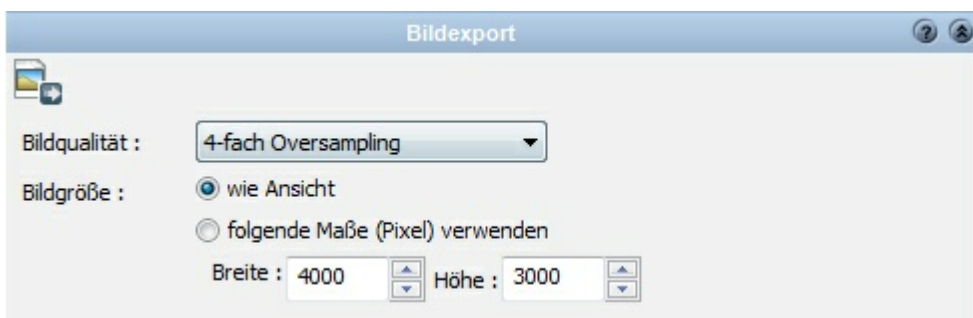 Bildexport
Bildqualität : 4-fach Oversampling
Bildgröße : wie Ansicht
folgende Maße (Pixel) verwenden
Breite : 4000 Höhe : 3000